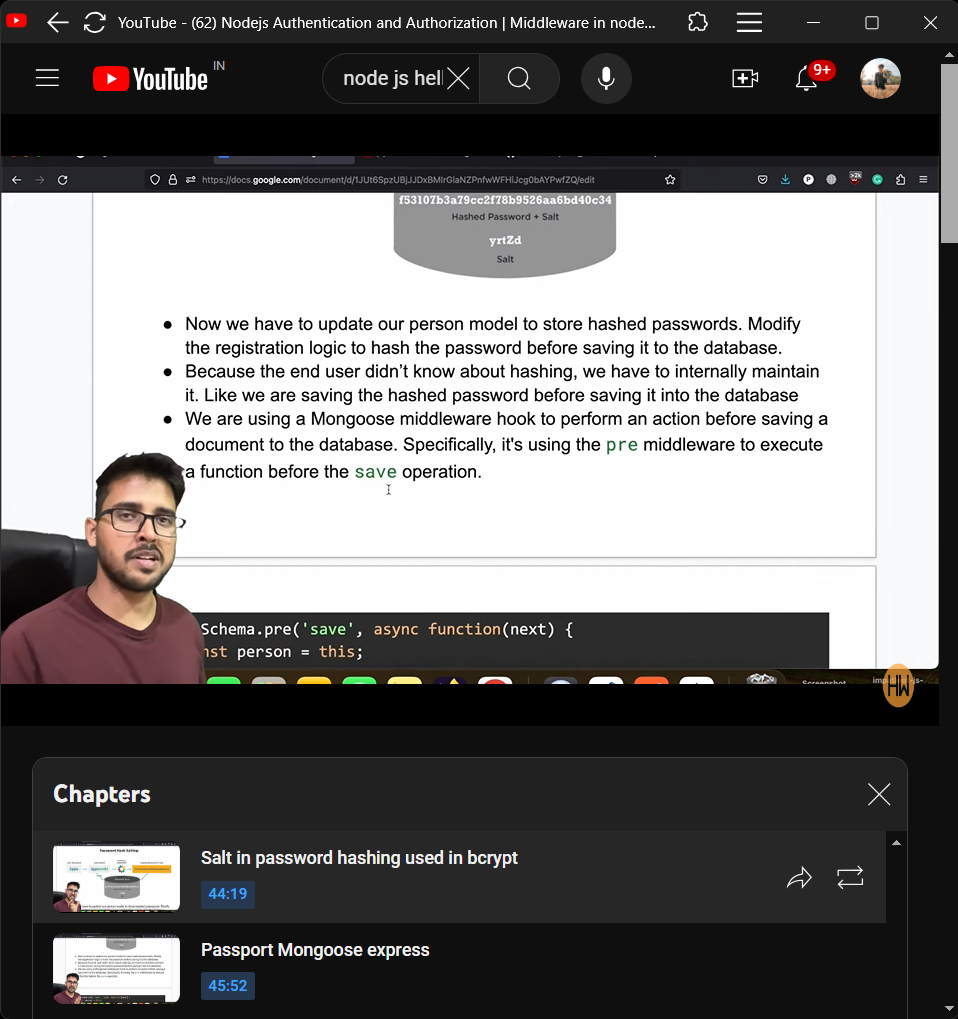 YouTube - (62) Nodejs Authentication and Authorization | Middleware in node...
YouTube IN
node js hel
9+
https://docs.google.com/document/d/1JUt6SpzUBjJJDxBMIrGlaNZPnfwWFHiJcg0bAYPwfZQ/edit
f53107b3a79cc2f78b9526aa6bd40c34
Hashed Password + Salt
yrtZd
Salt
● Now we have to update our person model to store hashed passwords. Modify
the registration logic to hash the password before saving it to the database.
● Because the end user didn't know about hashing, we have to internally maintain
it. Like we are saving the hashed password before saving it into the database
● We are using a Mongoose middleware hook to perform an action before saving a
document to the database. Specifically, it's using the pre middleware to execute
a function before the save operation.
Schema.pre('save', async function(next) {
nst person = this;
Screenshot
HW
Chapters
Salt in password hashing used in bcrypt
44:19
Passport Mongoose express
45:52